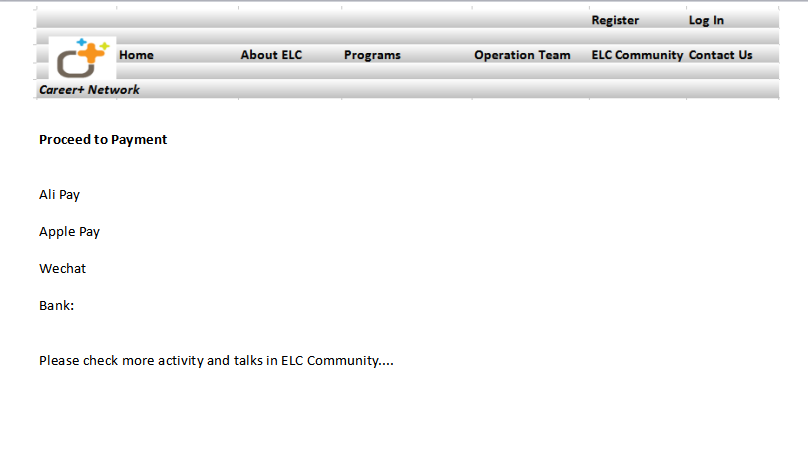 Register Log In
Home About ELC Programs Operation Team ELC Community Contact Us
Career+ Network
Proceed to Payment
Ali Pay
Apple Pay
Wechat
Bank:
Please check more activity and talks in ELC Community....